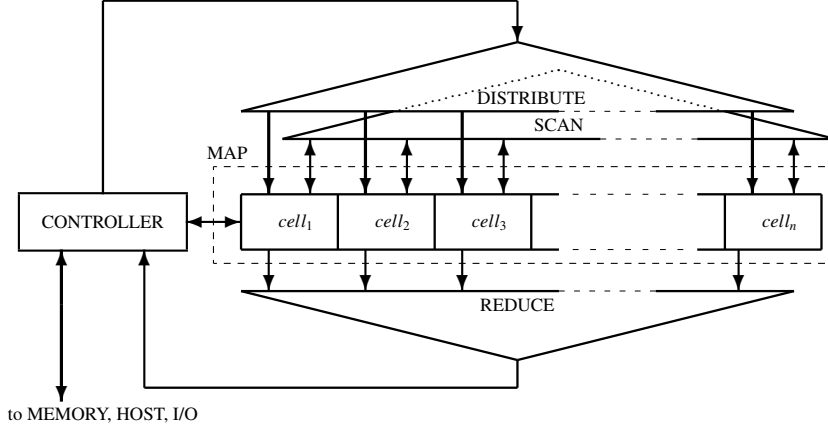 DISTRIBUTE
SCAN
MAP
CONTROLLER
cell₁ cell₂ cell₃ cellₙ
REDUCE
to MEMORY, HOST, I/O